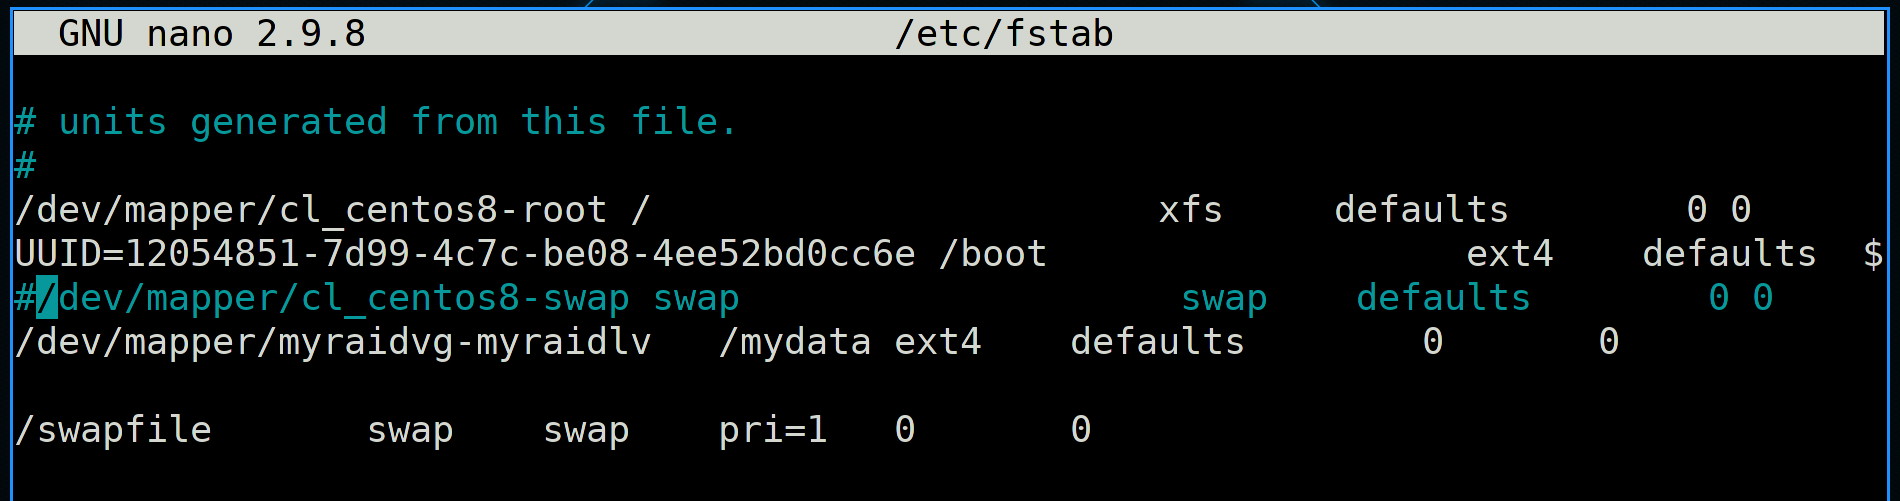 GNU nano 2.9.8 /etc/fstab
# units generated from this file.
#
/dev/mapper/cl_centos8-root / xfs defaults 0 0
UUID=12054851-7d99-4c7c-be08-4ee52bd0cc6e /boot ext4 defaults $
#/dev/mapper/cl_centos8-swap swap swap defaults 0 0
/dev/mapper/myraidvg-myraidlv /mydata ext4 defaults 0 0
/swapfile swap swap pri=1 0 0